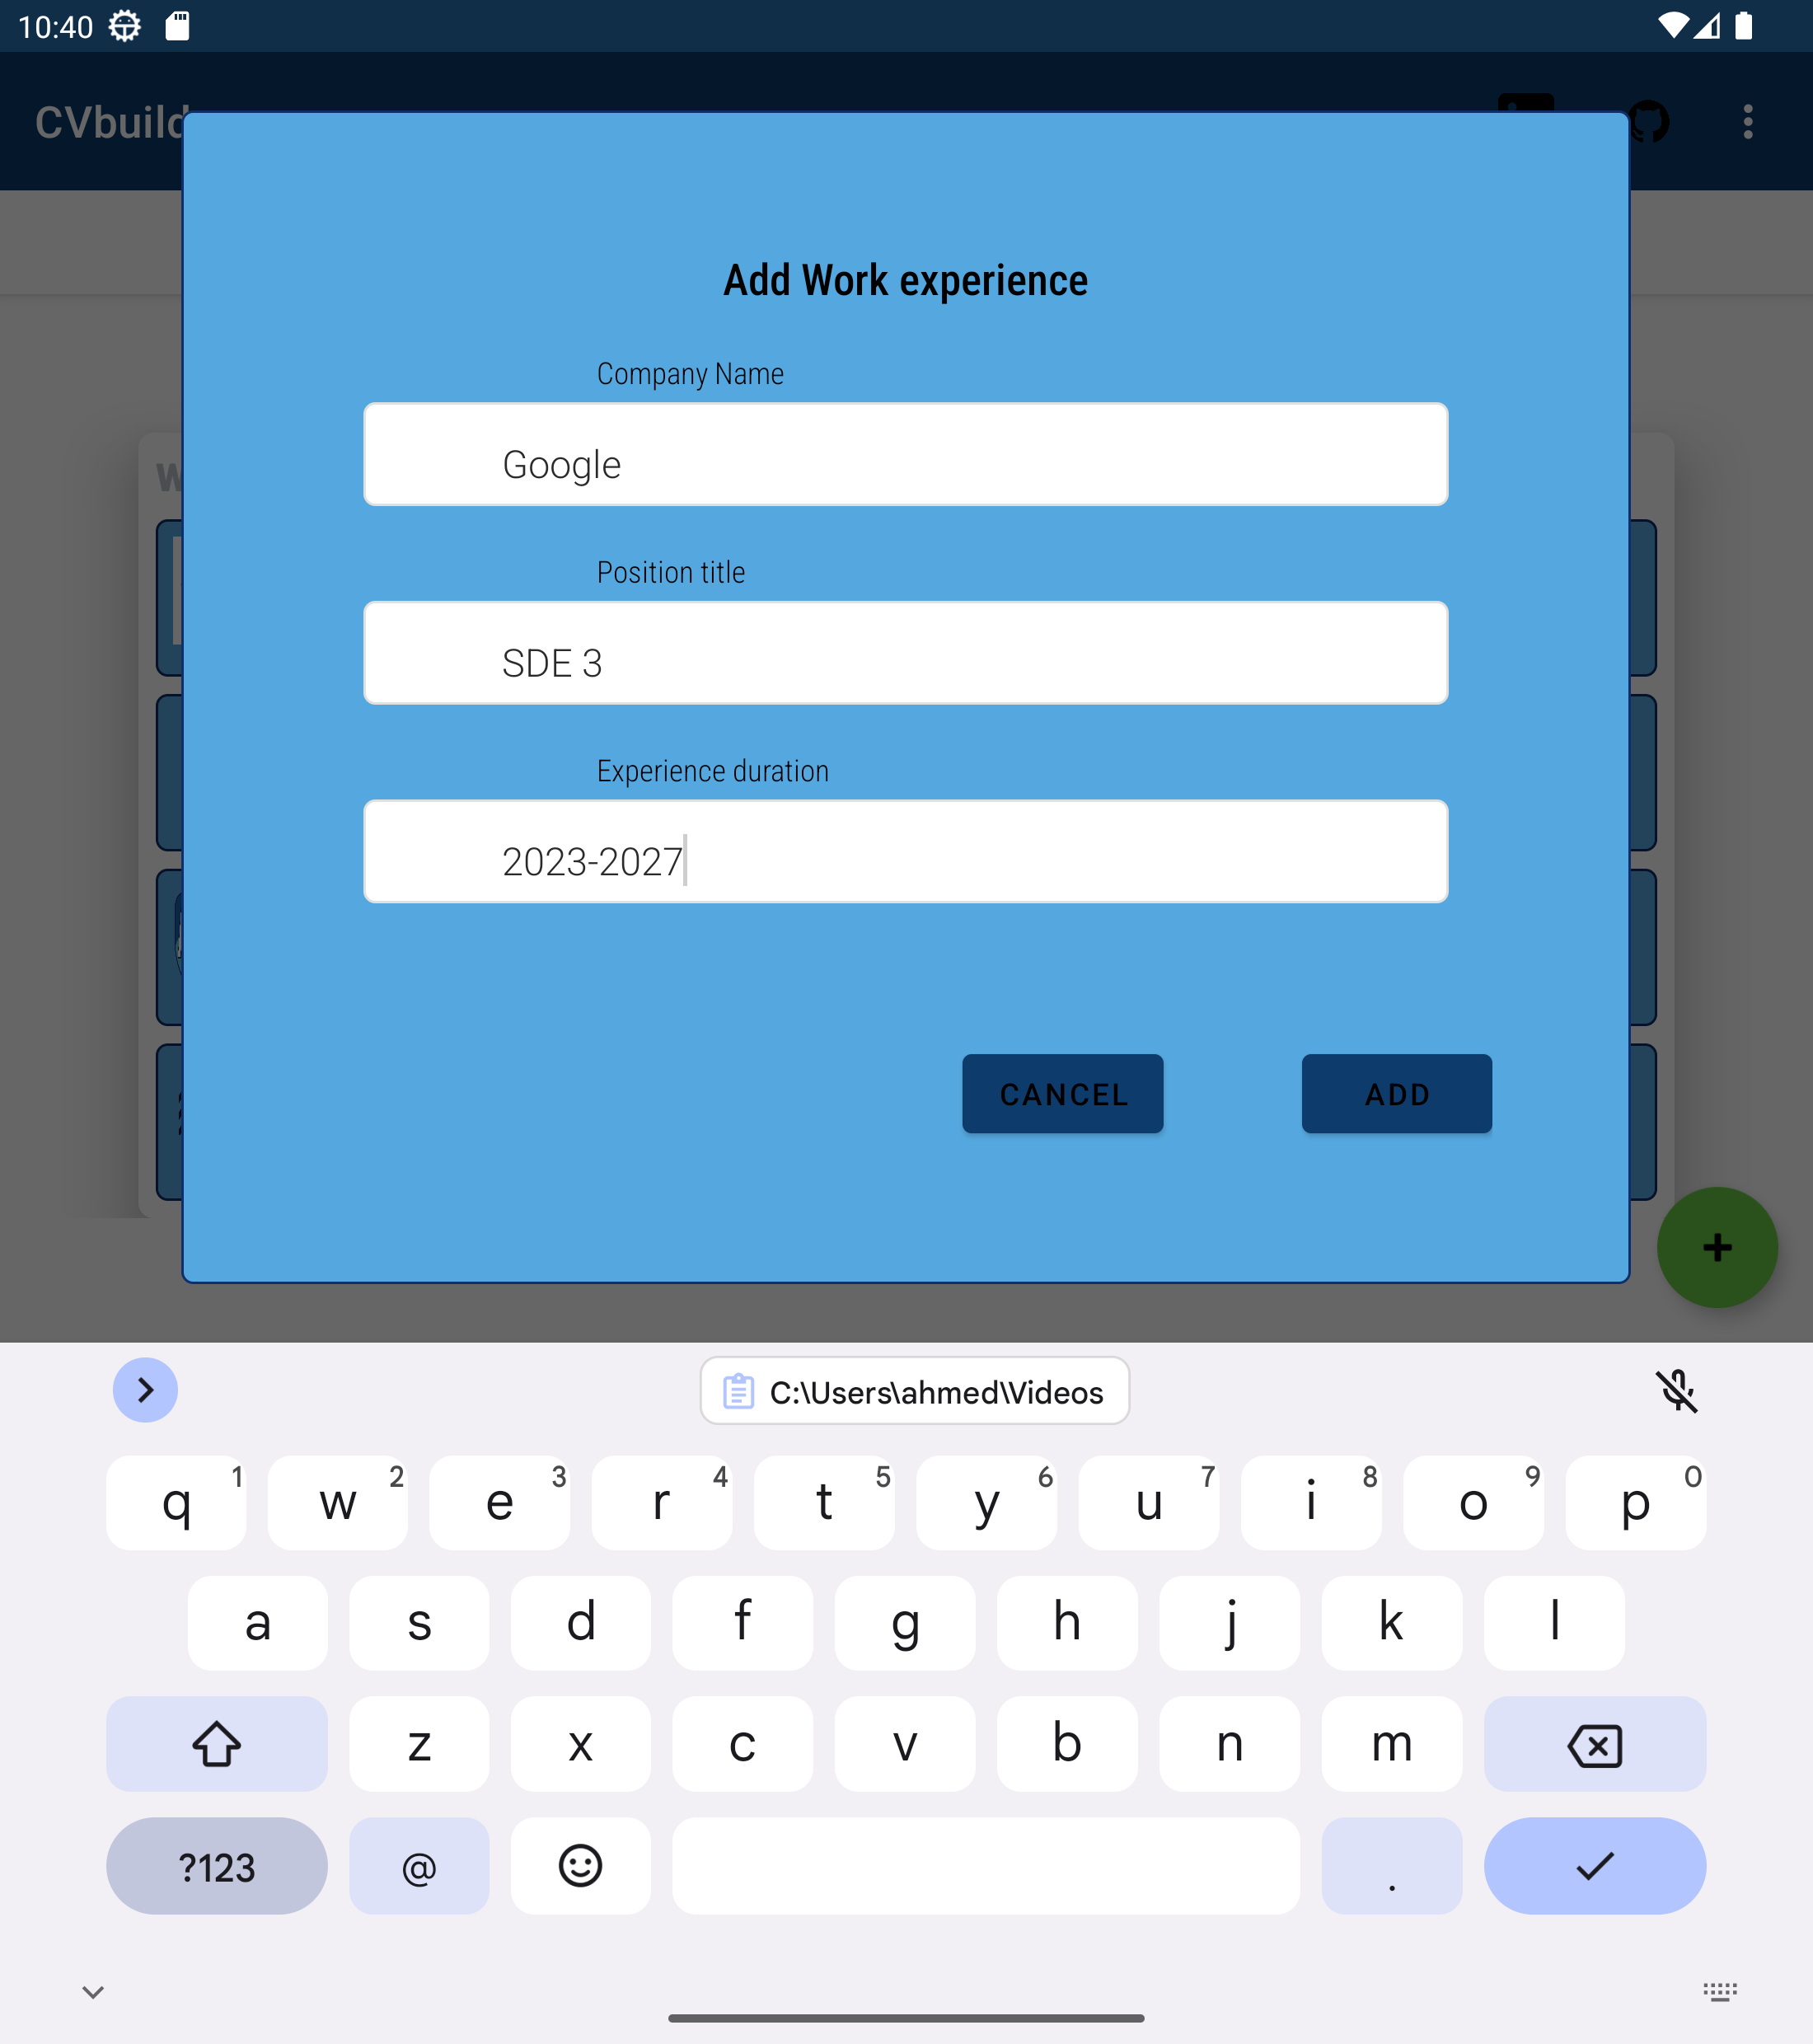 10:40
CVbuild
Add Work experience
Company Name
Google
Position title
SDE 3
Experience duration
2023-2027
CANCEL
ADD
+
C:\Users\ahmed\Videos
q 1 w 2 e 3 r 4 t 5 y 6 u 7 i 8 o 9 p 0
a s d f g h j k l
z x c v b n m
?123 @ .